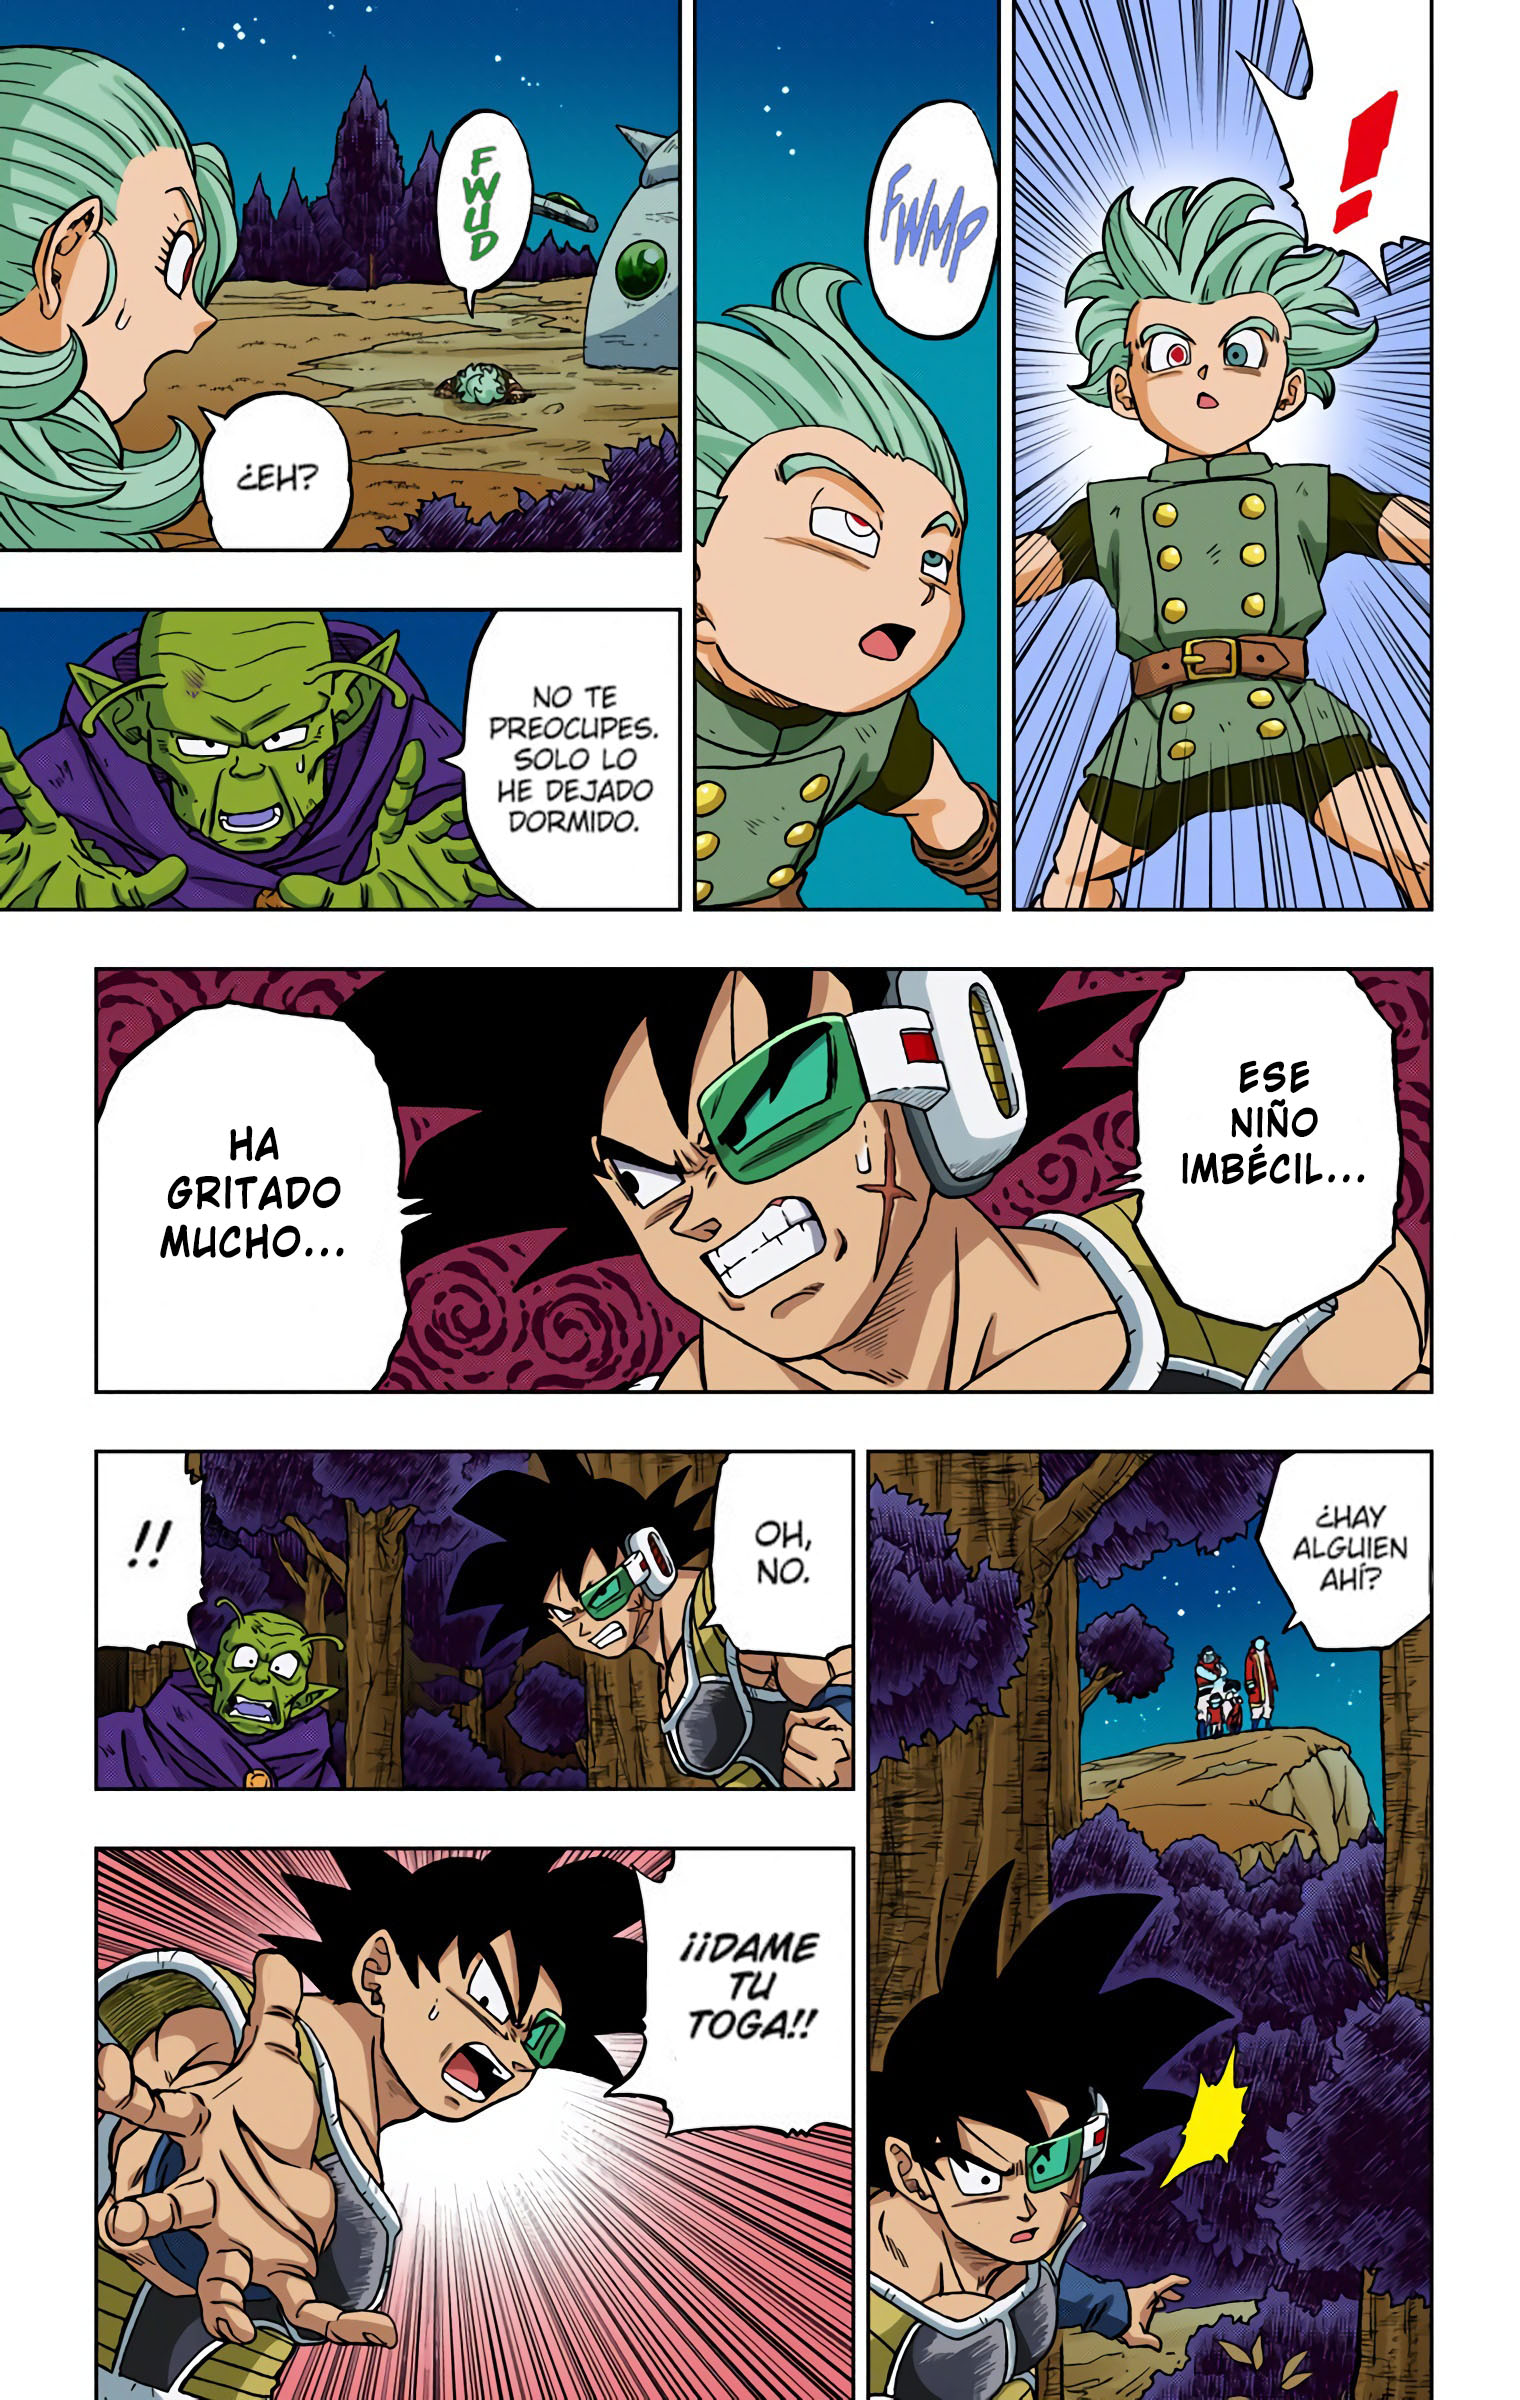 !
FWMP
FWUD
¿EH?
NO TE
PREOCUPES.
SOLO LO
HE DEJADO
DORMIDO.
ESE
NIÑO
IMBÉCIL...
HA
GRITADO
MUCHO...
¿HAY
ALGUIEN
AHÍ?
OH,
NO.
!!
¡¡DAME
TU
TOGA!!